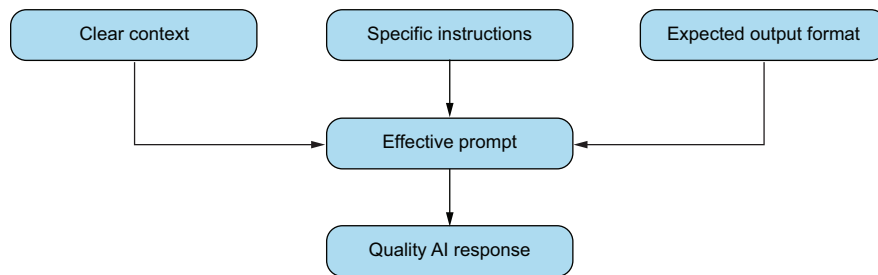 Clear context
Specific instructions
Expected output format
Effective prompt
Quality AI response